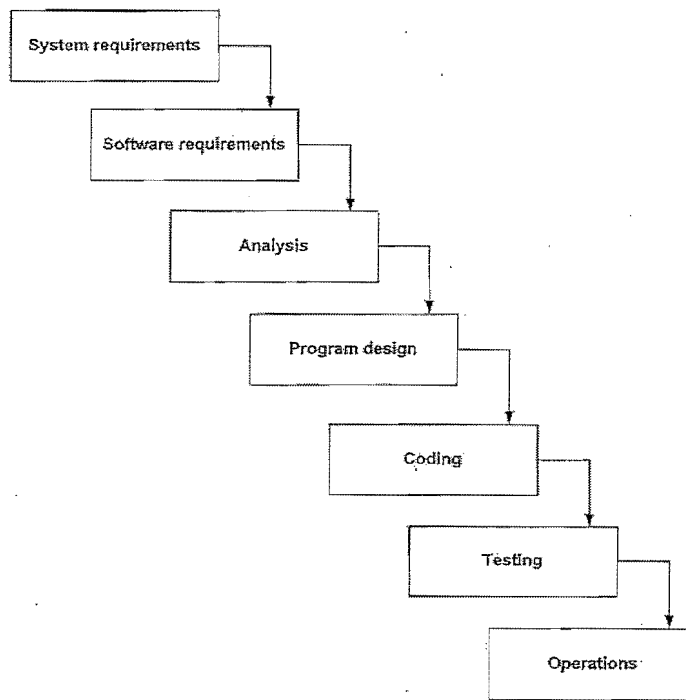 System requirements
Software requirements
Analysis
Program design
Coding
Testing
Operations